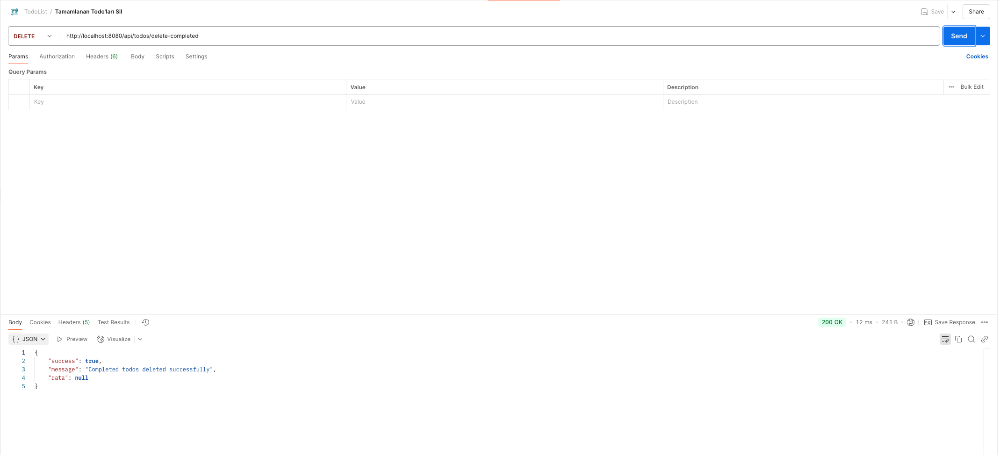 HTTP TodoList / Tamamlanan Todo'ları Sil Save Share
DELETE http://localhost:8080/api/todos/delete-completed Send
Params Authorization Headers (6) Body Scripts Settings Cookies
Query Params
Key Value Description Bulk Edit
Key Value Description
Body Cookies Headers (5) Test Results 200 OK 12 ms 241 B e.g. Save Response
{} JSON Preview Visualize
1 {
2 "success": true,
3 "message": "Completed todos deleted successfully",
4 "data": null
5 }